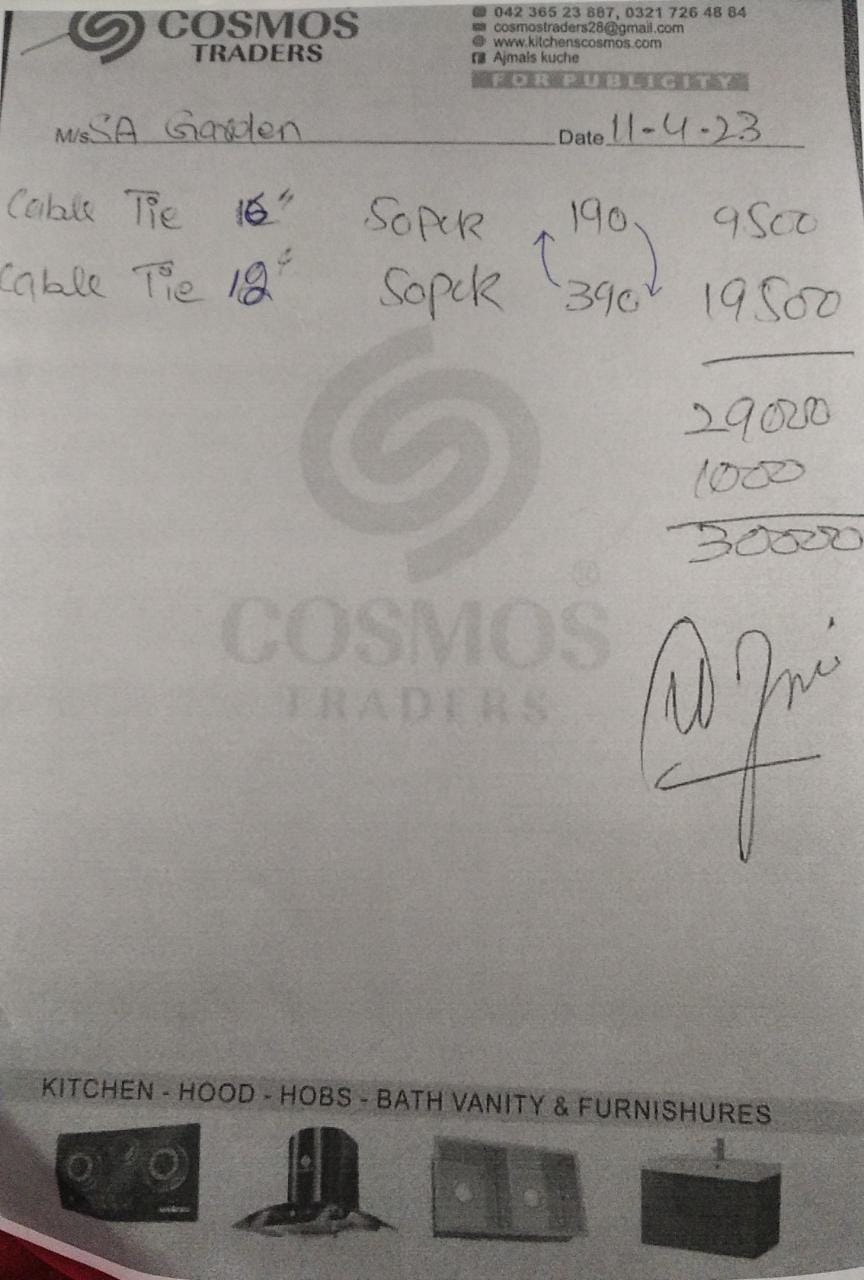 COSMOS
TRADERS
042 365 23 887, 0321 726 48 84
cosmostraders28@gmail.com
www.kitchenscosmos.com
Ajmals kuche
FOR PUBLICITY
M/s SA Garden Date 11-4-23
Cable Tie 16" 50pck 190 9500
Cable Tie 12" 50pck 390 19500
29000
1000
30000
COSMOS®
TRADERS
KITCHEN - HOOD - HOBS - BATH VANITY & FURNISHURES